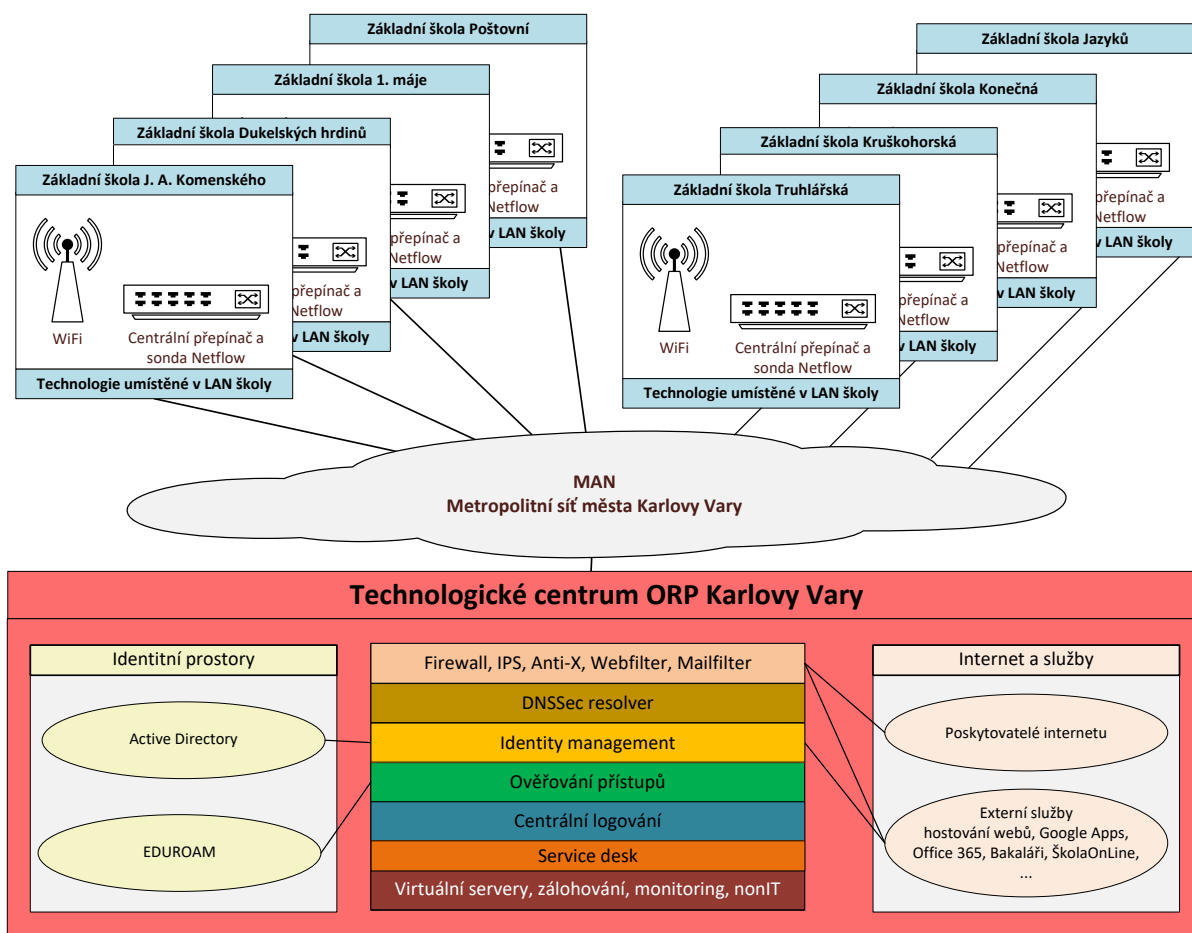 Základní škola Poštovní
přepínač a
Netflow
v LAN školy
Základní škola 1. máje
přepínač a
Netflow
v LAN školy
Základní škola Dukelských hrdinů
přepínač a
Netflow
v LAN školy
Základní škola J. A. Komenského
WiFi
Centrální přepínač a
sonda Netflow
Technologie umístěné v LAN školy
Základní škola Jazyků
přepínač a
Netflow
v LAN školy
Základní škola Konečná
přepínač a
Netflow
v LAN školy
Základní škola Kruškohorská
přepínač a
Netflow
v LAN školy
Základní škola Truhlářská
WiFi
Centrální přepínač a
sonda Netflow
Technologie umístěné v LAN školy
MAN
Metropolitní síť města Karlovy Vary
Technologické centrum ORP Karlovy Vary
Identitní prostory
Active Directory
EDUROAM
Firewall, IPS, Anti-X, Webfilter, Mailfilter
DNSSec resolver
Identity management
Ověřování přístupů
Centrální logování
Service desk
Virtuální servery, zálohování, monitoring, nonIT
Internet a služby
Poskytovatelé internetu
Externí služby
hostování webů, Google Apps,
Office 365, Bakaláři, ŠkolaOnLine,
...